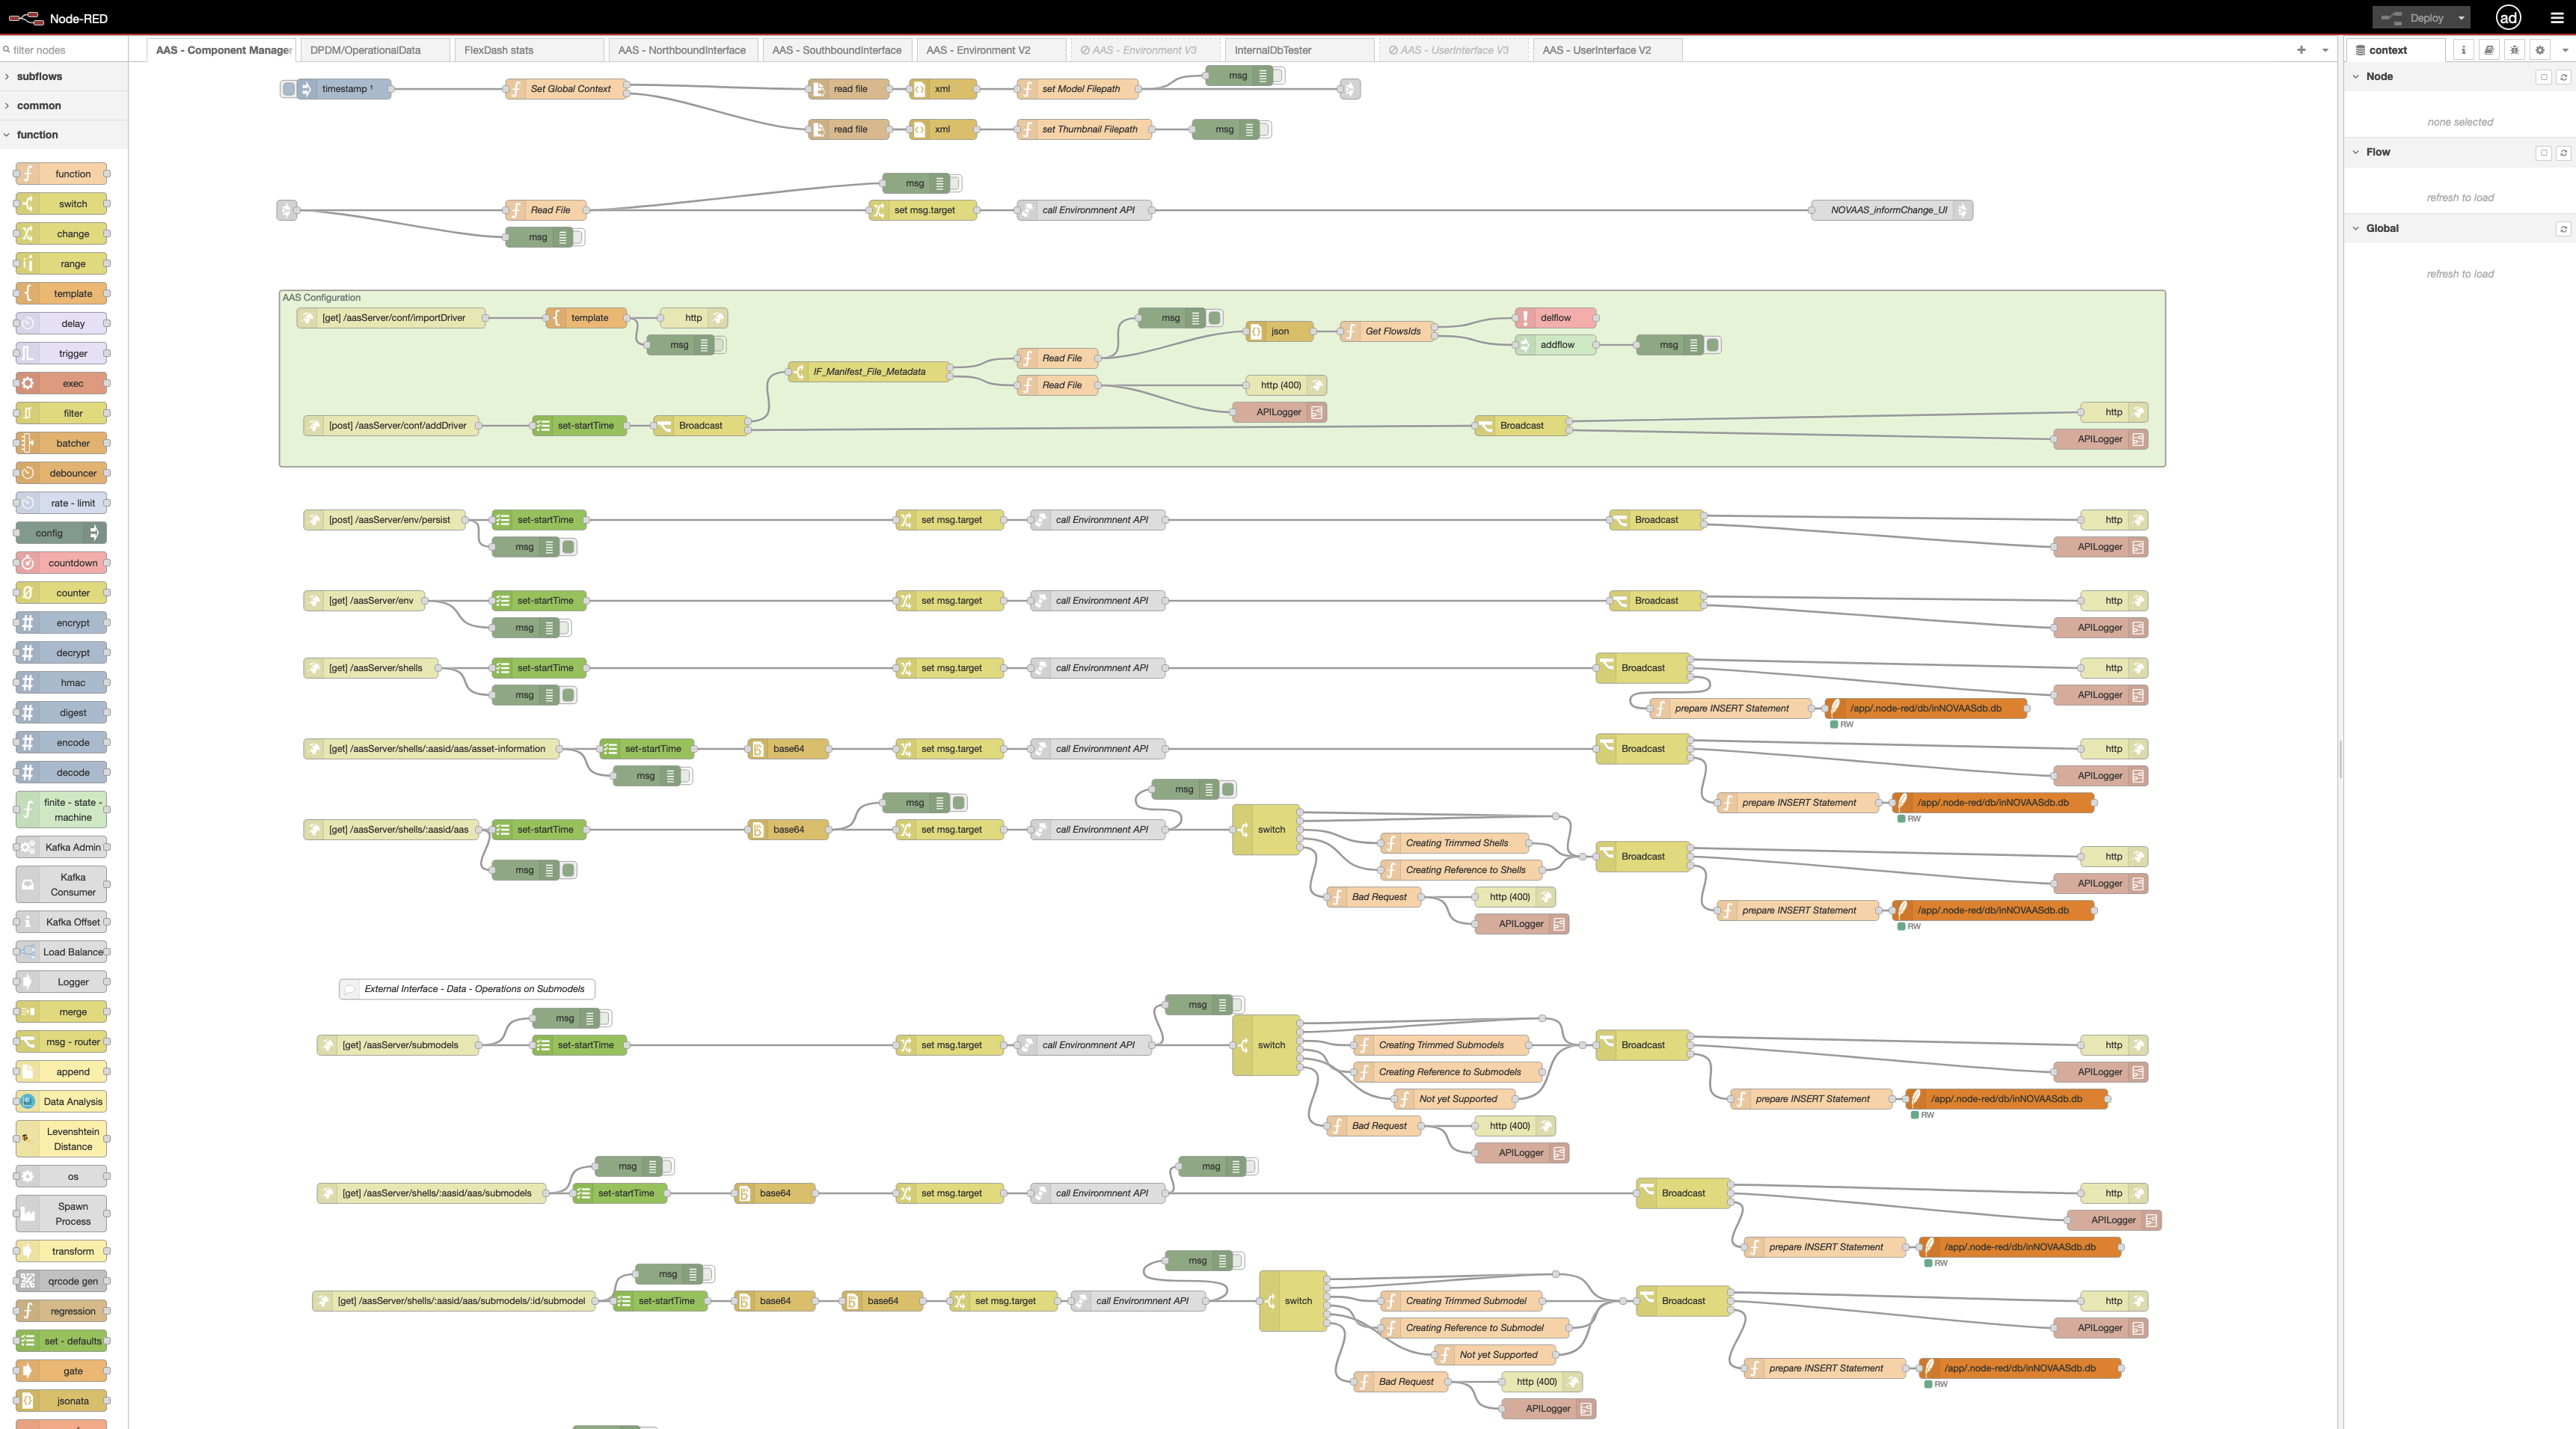 Node-RED
Deploy
ad
filter nodes
AAS - Component Manager
DPDM/OperationalData
FlexDash stats
AAS - NorthboundInterface
AAS - SouthboundInterface
AAS - Environment V2
AAS - Environment V3
InternalDbTester
AAS - UserInterface V3
AAS - UserInterface V2
context
subflows
common
function
function
switch
change
range
template
delay
trigger
exec
filter
batcher
debouncer
rate - limit
config
countdown
counter
encrypt
decrypt
hmac
digest
encode
decode
finite - state -
machine
Kafka Admin
Kafka
Consumer
Kafka Offset
Load Balance
Logger
merge
msg - router
append
Data Analysis
Levenshtein
Distance
os
Spawn
Process
transform
qrcode gen
regression
set - defaults
gate
jsonata
timestamp ¹
Set Global Context
read file
xml
set Model Filepath
msg
read file
xml
set Thumbnail Filepath
msg
msg
Read File
set msg.target
call Environmnent API
NOVAAS_informChange_UI
msg
AAS Configuration
[get] /aasServer/conf/importDriver
template
http
msg
msg
json
Get FlowsIds
delflow
addflow
msg
IF_Manifest_File_Metadata
Read File
Read File
http (400)
APILogger
[post] /aasServer/conf/addDriver
set-startTime
Broadcast
Broadcast
http
APILogger
[post] /aasServer/env/persist
set-startTime
set msg.target
call Environmnent API
Broadcast
http
msg
APILogger
[get] /aasServer/env
set-startTime
set msg.target
call Environmnent API
Broadcast
http
msg
APILogger
[get] /aasServer/shells
set-startTime
set msg.target
call Environmnent API
Broadcast
http
msg
APILogger
prepare INSERT Statement
/app/.node-red/db/inNOVAASdb.db
RW
[get] /aasServer/shells/:aasid/aas/asset-information
set-startTime
base64
set msg.target
call Environmnent API
Broadcast
http
msg
APILogger
prepare INSERT Statement
/app/.node-red/db/inNOVAASdb.db
RW
msg
msg
[get] /aasServer/shells/:aasid/aas
set-startTime
base64
set msg.target
call Environmnent API
switch
Creating Trimmed Shells
Creating Reference to Shells
Broadcast
http
msg
APILogger
Bad Request
http (400)
APILogger
prepare INSERT Statement
/app/.node-red/db/inNOVAASdb.db
RW
External Interface - Data - Operations on Submodels
msg
msg
[get] /aasServer/submodels
set-startTime
set msg.target
call Environmnent API
switch
Creating Trimmed Submodels
Creating Reference to Submodels
Not yet Supported
Broadcast
http
APILogger
prepare INSERT Statement
/app/.node-red/db/inNOVAASdb.db
RW
Bad Request
http (400)
APILogger
msg
msg
[get] /aasServer/shells/:aasid/aas/submodels
set-startTime
base64
set msg.target
call Environmnent API
Broadcast
http
APILogger
prepare INSERT Statement
/app/.node-red/db/inNOVAASdb.db
RW
msg
msg
[get] /aasServer/shells/:aasid/aas/submodels/:id/submodel
set-startTime
base64
base64
set msg.target
call Environmnent API
switch
Creating Trimmed Submodel
Creating Reference to Submodel
Not yet Supported
Broadcast
http
APILogger
prepare INSERT Statement
/app/.node-red/db/inNOVAASdb.db
RW
Bad Request
http (400)
APILogger
Node
none selected
Flow
refresh to load
Global
refresh to load